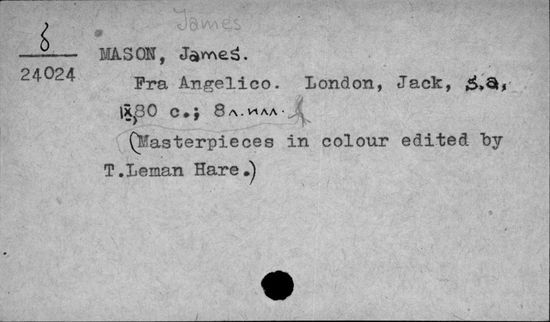 James
8
24024
MASON, James.
Fra Angelico. London, Jack, s.a,
IX,80 c.; 8 л. илл.
(Masterpieces in colour edited by
T.Leman Hare.)